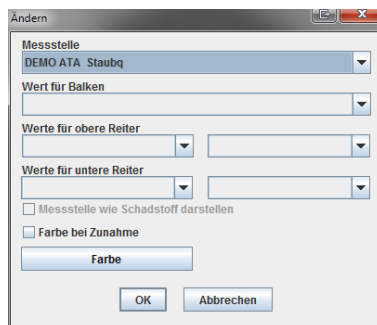 Ändern
Messstelle
DEMO ATA Staubq
Wert für Balken
Werte für obere Reiter
Werte für untere Reiter
Messstelle wie Schadstoff darstellen
Farbe bei Zunahme
Farbe
OK Abbrechen